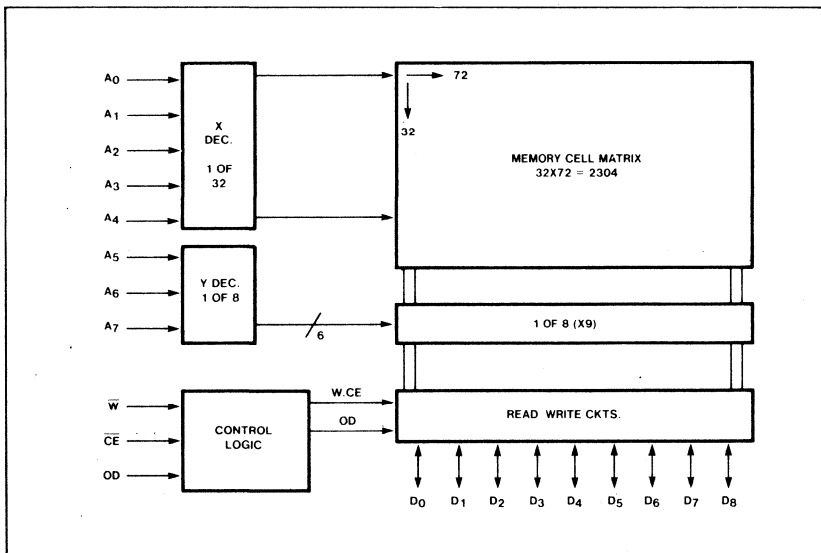 A0
A1
A2
A3
A4
X
DEC.
1 OF
32
A5
A6
A7
Y DEC.
1 OF 8
6
72
32
MEMORY CELL MATRIX
32X72 = 2304
1 OF 8 (X9)
W̅
C̅E̅
OD
CONTROL
LOGIC
W.CE
OD
READ WRITE CKTS.
D0 D1 D2 D3 D4 D5 D6 D7 D8